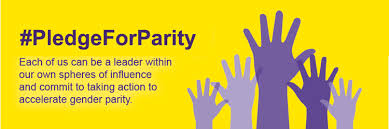 #PledgeForParity
Each of us can be a leader within
our own spheres of influence
and commit to taking action to
accelerate gender parity.